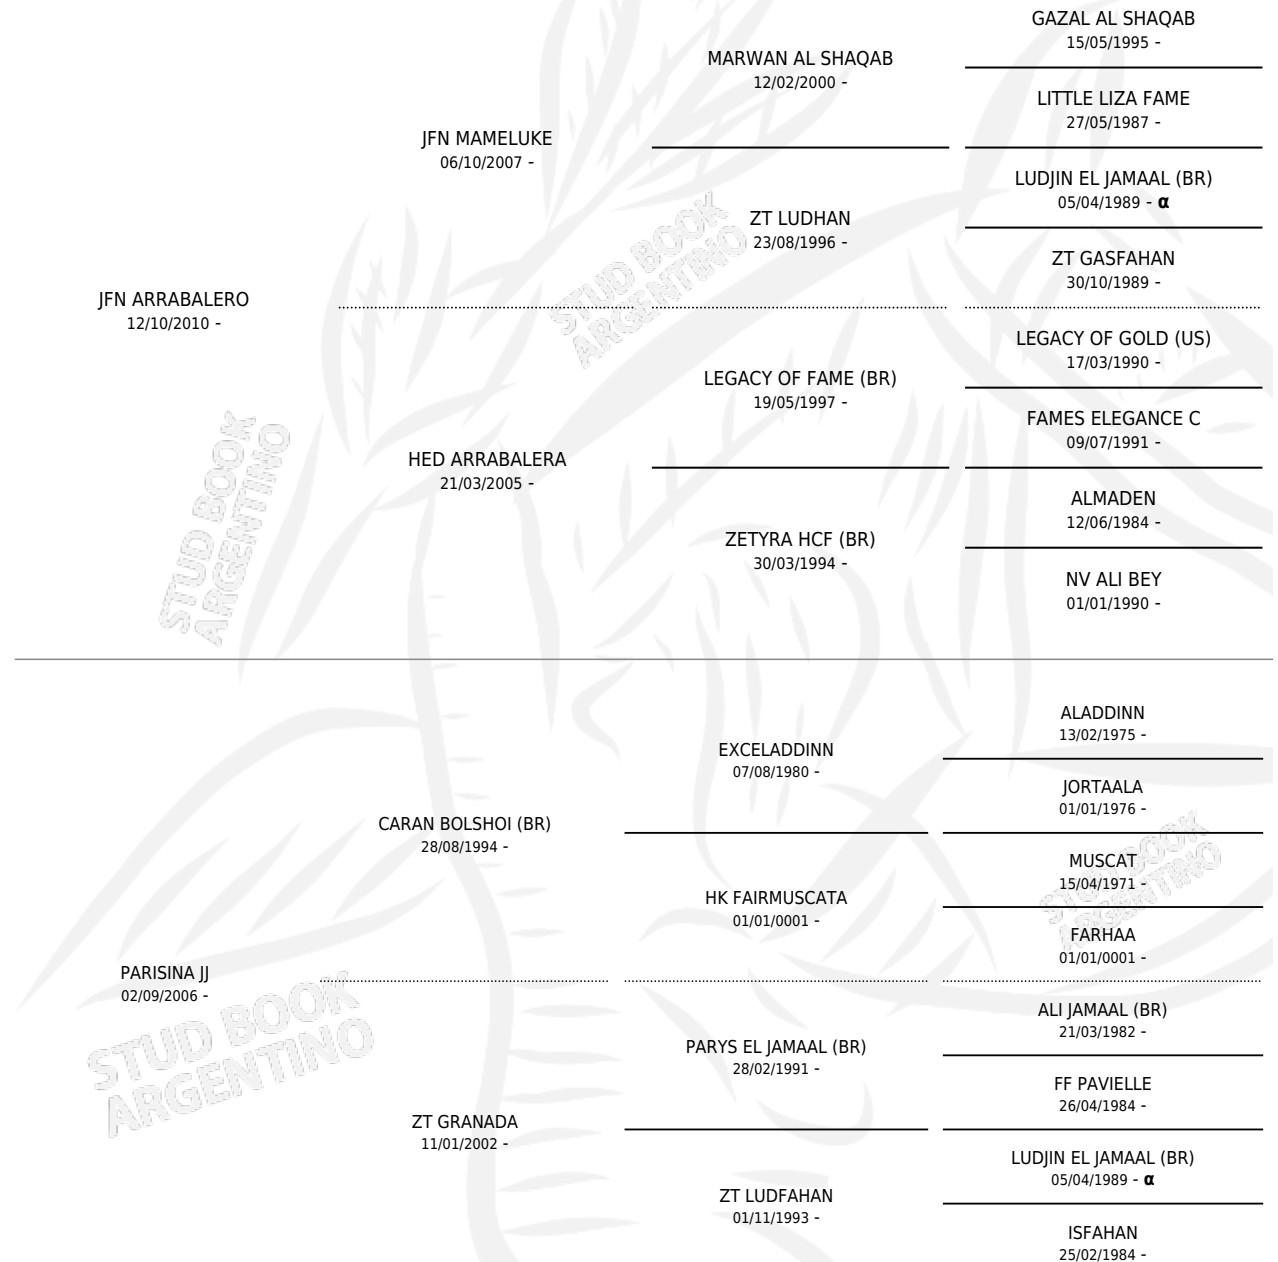 GAZAL AL SHAQAB
15/05/1995 -
MARWAN AL SHAQAB
12/02/2000 -
LITTLE LIZA FAME
27/05/1987 -
JFN MAMELUKE
06/10/2007 -
LUDJIN EL JAMAAL (BR)
05/04/1989 - α
ZT LUDHAN
23/08/1996 -
ZT GASFAHAN
30/10/1989 -
STUD BOOK
ARGENTINO
JFN ARRABALERO
12/10/2010 -
LEGACY OF GOLD (US)
17/03/1990 -
LEGACY OF FAME (BR)
19/05/1997 -
FAMES ELEGANCE C
09/07/1991 -
HED ARRABALERA
21/03/2005 -
ALMADEN
12/06/1984 -
ZETYRA HCF (BR)
30/03/1994 -
NV ALI BEY
01/01/1990 -
STUD BOOK
ARGENTINO
ALADDINN
13/02/1975 -
EXCELADDINN
07/08/1980 -
JORTAALA
01/01/1976 -
CARAN BOLSHOI (BR)
28/08/1994 -
MUSCAT
15/04/1971 -
HK FAIRMUSCATA
01/01/0001 -
FARHAA
01/01/0001 -
STUD BOOK
ARGENTINO
PARISINA JJ
02/09/2006 -
ALI JAMAAL (BR)
21/03/1982 -
PARYS EL JAMAAL (BR)
28/02/1991 -
FF PAVIELLE
26/04/1984 -
ZT GRANADA
11/01/2002 -
LUDJIN EL JAMAAL (BR)
05/04/1989 - α
ZT LUDFAHAN
01/11/1993 -
ISFAHAN
25/02/1984 -
STUD BOOK
ARGENTINO